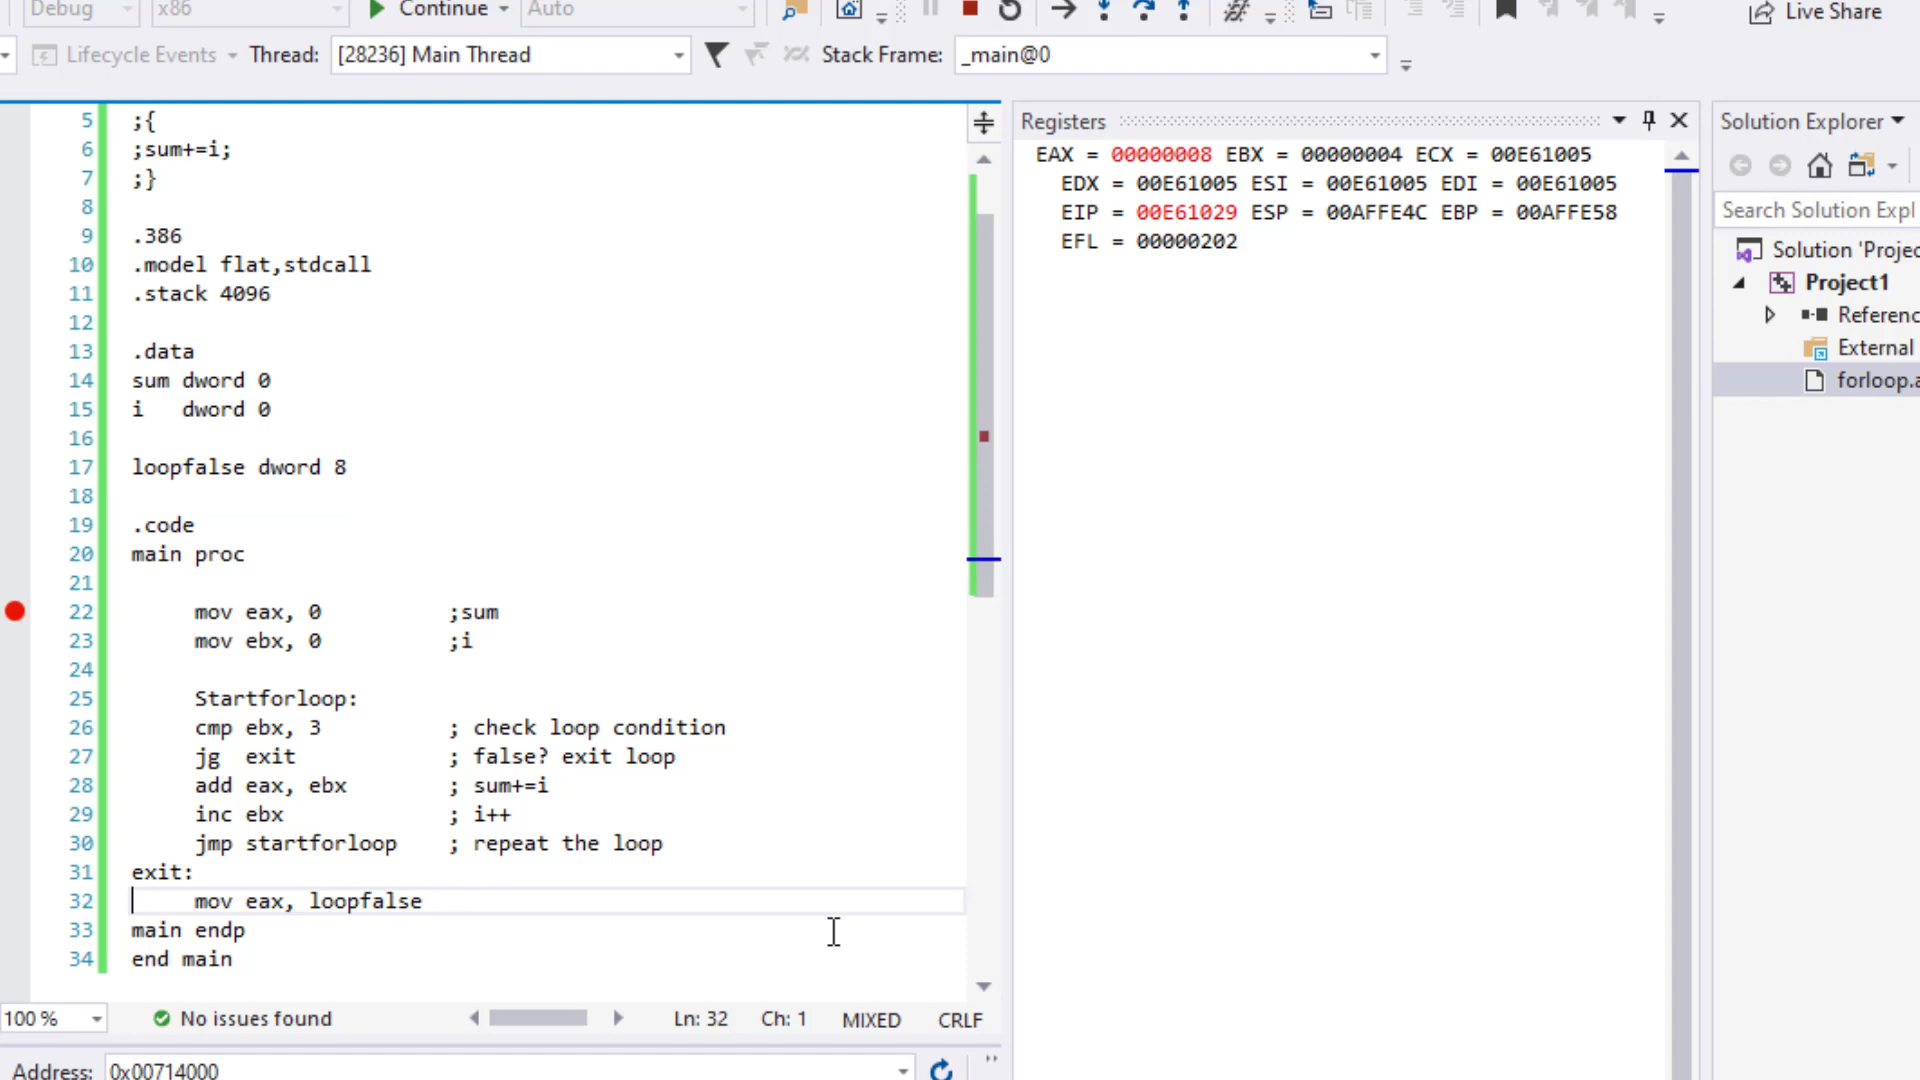 Debug x86 Continue Auto Live Share
Lifecycle Events Thread: [28236] Main Thread Stack Frame: _main@0
5 ;{
6 ;sum+=i;
7 ;}
8
9 .386
10 .model flat,stdcall
11 .stack 4096
12
13 .data
14 sum dword 0
15 i   dword 0
16
17 loopfalse dword 8
18
19 .code
20 main proc
21
22      mov eax, 0          ;sum
23      mov ebx, 0          ;i
24
25      Startforloop:
26      cmp ebx, 3          ; check loop condition
27      jg  exit            ; false? exit loop
28      add eax, ebx        ; sum+=i
29      inc ebx             ; i++
30      jmp startforloop    ; repeat the loop
31 exit:
32      mov eax, loopfalse
33 main endp
34 end main
100 % No issues found Ln: 32 Ch: 1 MIXED CRLF
Address: 0x00714000
Registers
EAX = 00000008 EBX = 00000004 ECX = 00E61005
EDX = 00E61005 ESI = 00E61005 EDI = 00E61005
EIP = 00E61029 ESP = 00AFFE4C EBP = 00AFFE58
EFL = 00000202
Solution Explorer
Search Solution Expl
Solution 'Projec
Project1
Referenc
External
forloop.a